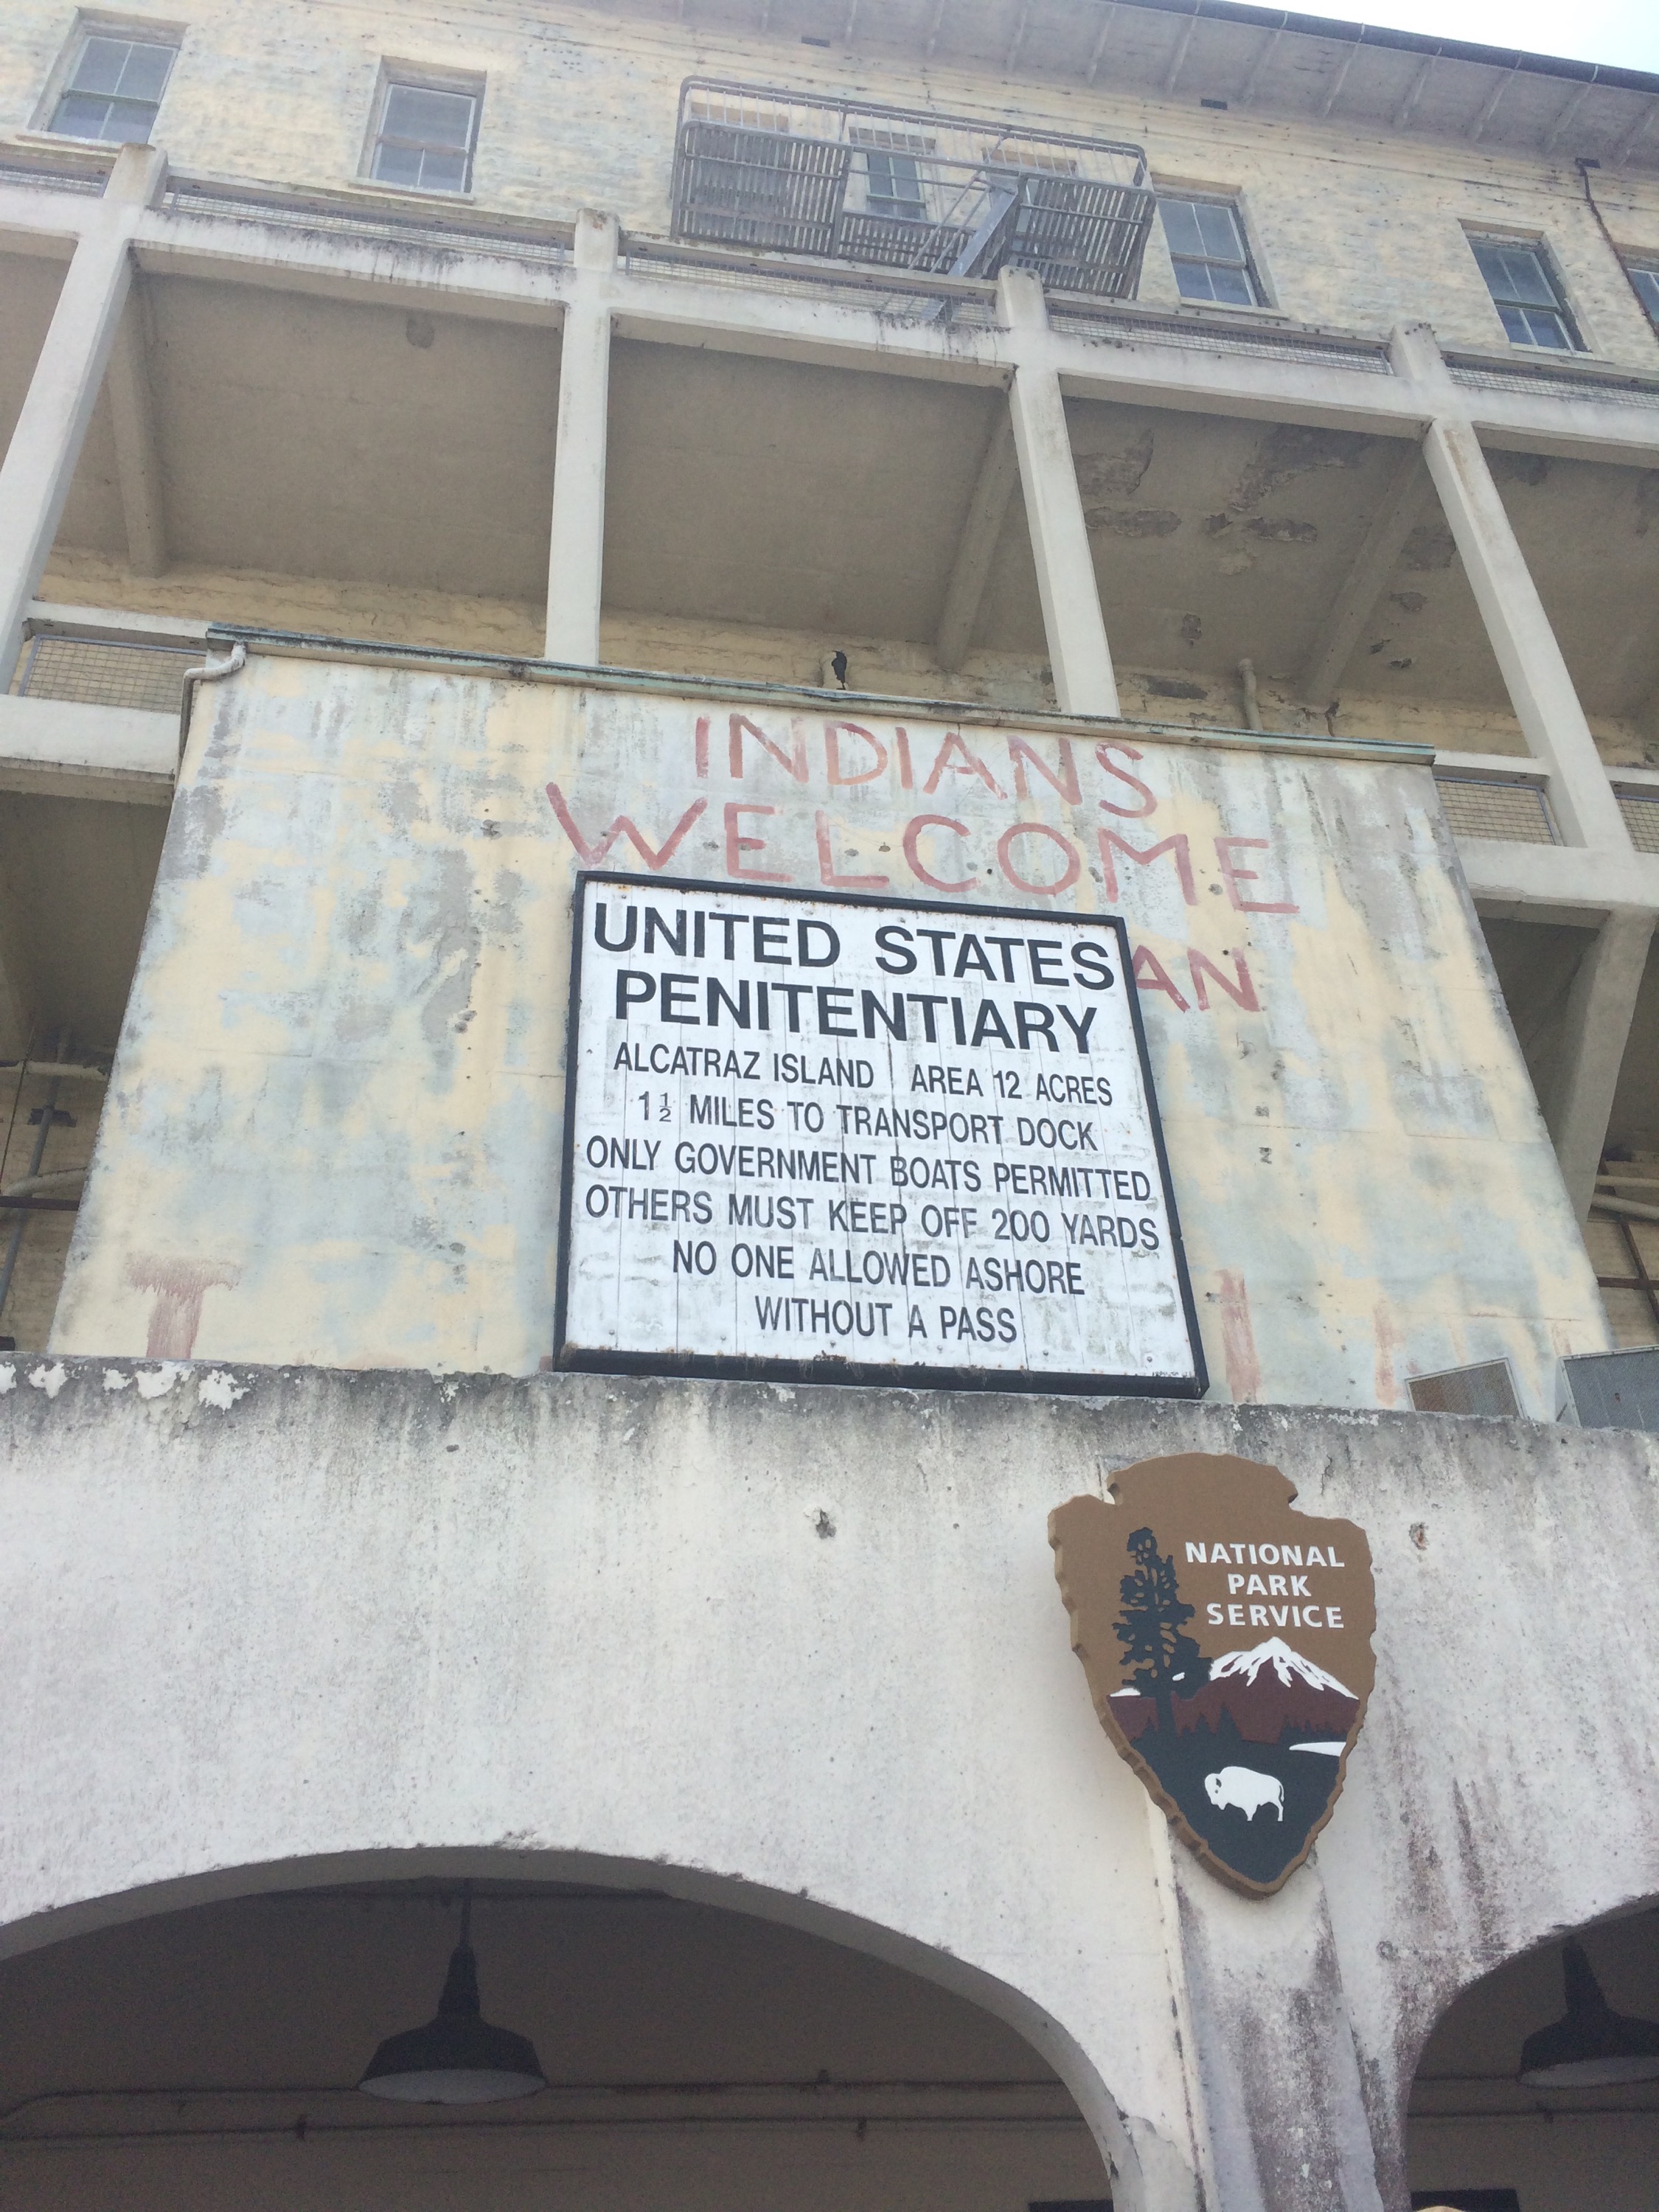 INDIANS
WELCOME
UNITED STATES
AN
PENITENTIARY
ALCATRAZ ISLAND AREA 12 ACRES
1½ MILES TO TRANSPORT DOCK
ONLY GOVERNMENT BOATS PERMITTED
OTHERS MUST KEEP OFF 200 YARDS
NO ONE ALLOWED ASHORE
WITHOUT A PASS
NATIONAL
PARK
SERVICE